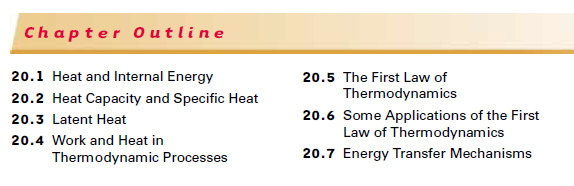 Chapter Outline
20.1 Heat and Internal Energy
20.2 Heat Capacity and Specific Heat
20.3 Latent Heat
20.4 Work and Heat in
Thermodynamic Processes
20.5 The First Law of
Thermodynamics
20.6 Some Applications of the First
Law of Thermodynamics
20.7 Energy Transfer Mechanisms